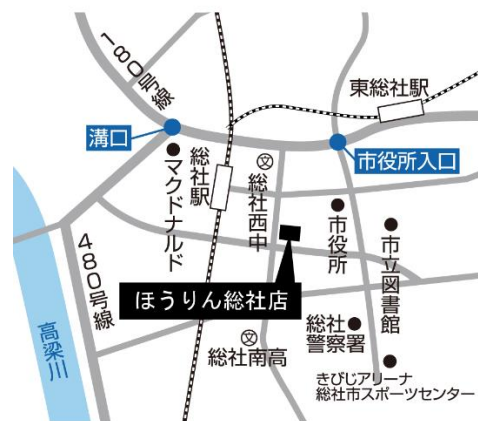 180号線
東総社駅
溝口
市役所入口
マクドナルド
総社駅
文
総社西中
市役所
市立図書館
480号線
ほうりん総社店
高梁川
文
総社南高
総社
警察署
きびじアリーナ
総社市スポーツセンター